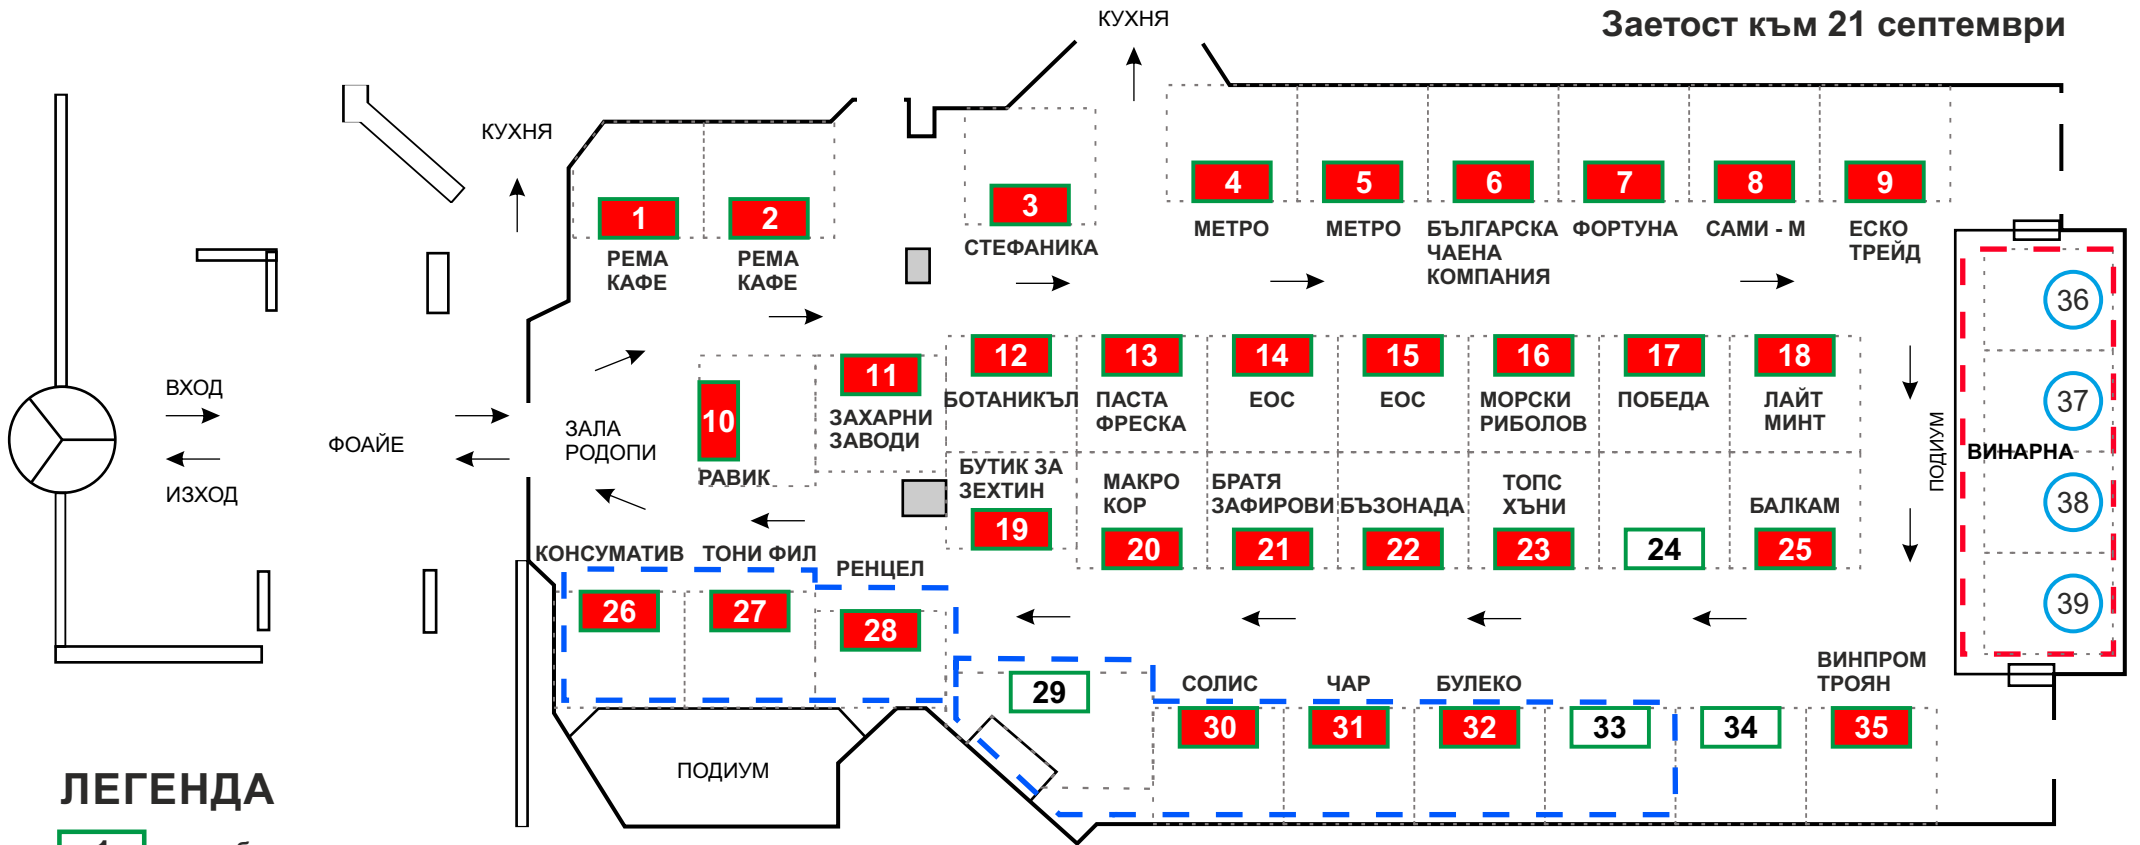 КУХНЯ
Заетост към 21 септември
КУХНЯ
1
2
3
4
5
6
7
8
9
РЕМА
КАФЕ
РЕМА
КАФЕ
СТЕФАНИКА
МЕТРО
МЕТРО
БЪЛГАРСКА
ЧАЕНА
КОМПАНИЯ
ФОРТУНА
САМИ - М
ЕСКО
ТРЕЙД
36
37
38
39
ВИНАРНА
ПОДИУМ
ВХОД
ИЗХОД
ФОАЙЕ
ЗАЛА
РОДОПИ
10
РАВИК
11
ЗАХАРНИ
ЗАВОДИ
12
БОТАНИКЪЛ
13
ПАСТА
ФРЕСКА
14
ЕОС
15
ЕОС
16
МОРСКИ
РИБОЛОВ
17
ПОБЕДА
18
ЛАЙТ
МИНТ
БУТИК ЗА
ЗЕХТИН
19
МАКРО
КОР
20
БРАТЯ
ЗАФИРОВИ
21
БЪЗОНАДА
22
ТОПС
ХЪНИ
23
24
БАЛКАМ
25
КОНСУМАТИВ
26
ТОНИ ФИЛ
27
РЕНЦЕЛ
28
29
СОЛИС
30
ЧАР
31
БУЛЕКО
32
33
34
ВИНПРОМ
ТРОЯН
35
ПОДИУМ
ЛЕГЕНДА